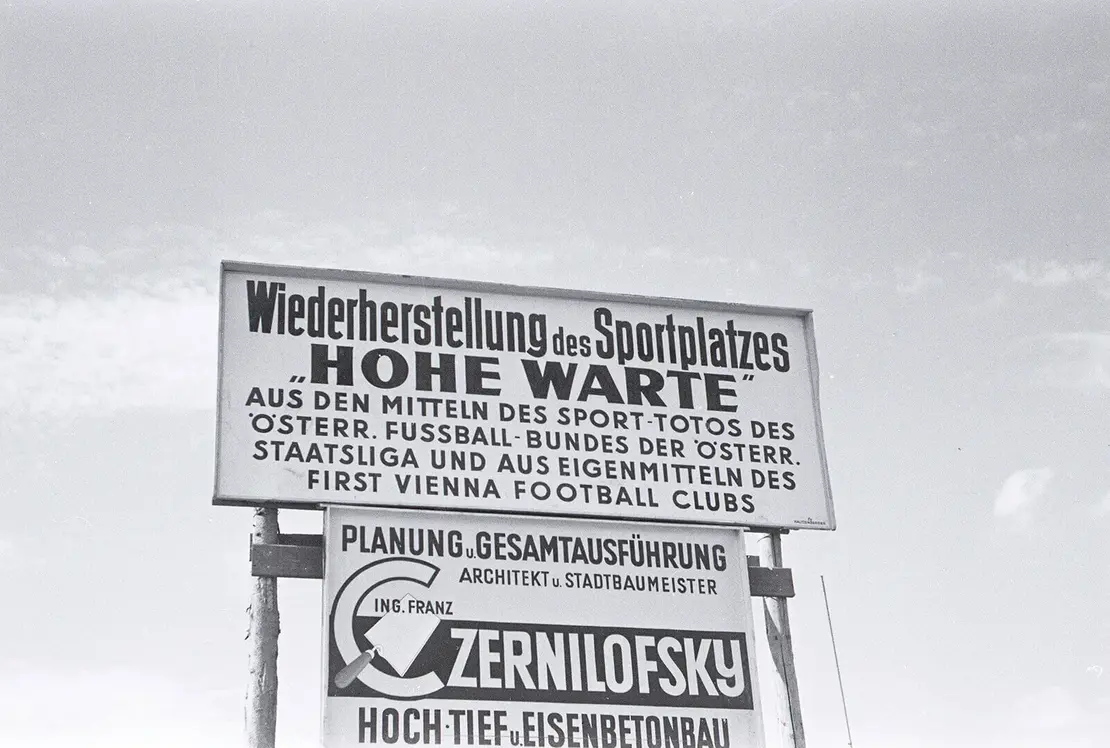 Wiederherstellung des Sportplatzes
„HOHE WARTE"
AUS DEN MITTELN DES SPORT-TOTOS DES
ÖSTERR. FUSSBALL-BUNDES DER ÖSTERR.
STAATSLIGA UND AUS EIGENMITTELN DES
FIRST VIENNA FOOTBALL CLUBS
PLANUNG u. GESAMTAUSFÜHRUNG
ARCHITEKT u. STADTBAUMEISTER
ING. FRANZ
CZERNILOFSKY
HOCH-TIEF u. EISENBETONBAU